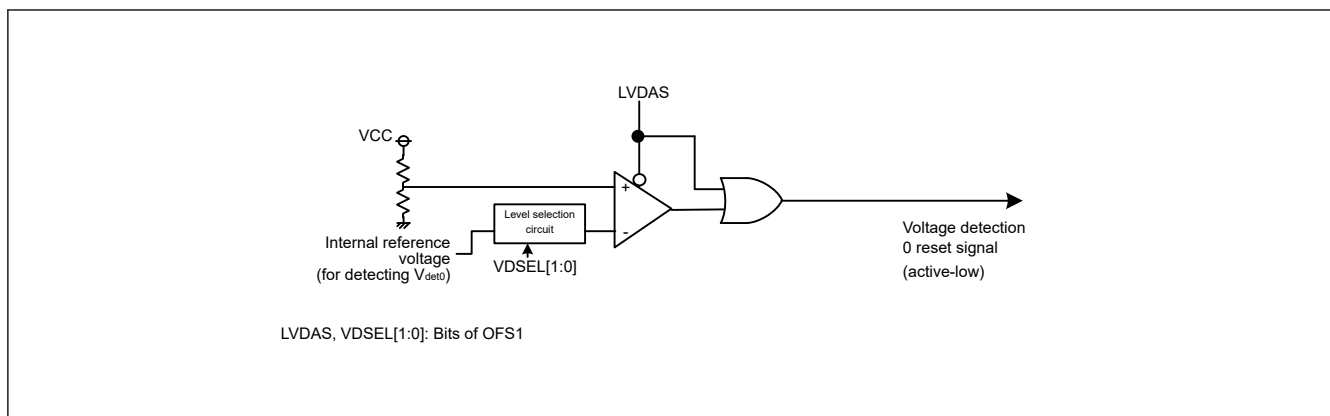 LVDAS
VCC
+
Level selection
circuit
-
Internal reference
voltage
(for detecting Vdet0)
VDSEL[1:0]
Voltage detection
0 reset signal
(active-low)
LVDAS, VDSEL[1:0]: Bits of OFS1